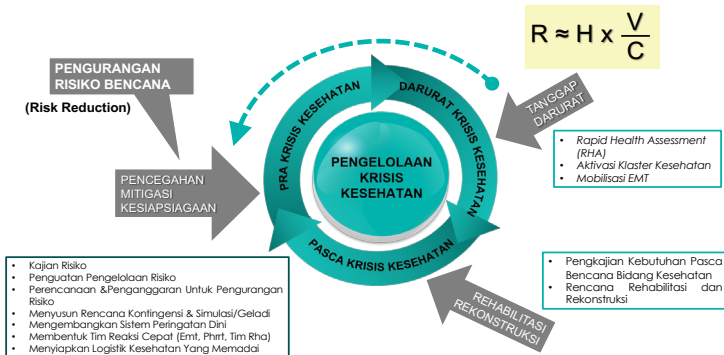 R ≈ H x V/C
PENGURANGAN
RISIKO BENCANA
(Risk Reduction)
PRA KRISIS KESEHATAN
DARURAT KRISIS KESEHATAN
PASCA KRISIS KESEHATAN
PENGELOLAAN
KRISIS
KESEHATAN
TANGGAP
DARURAT
• Rapid Health Assessment
(RHA)
• Aktivasi Klaster Kesehatan
• Mobilisasi EMT
PENCEGAHAN
MITIGASI
KESIAPSIAGAAN
• Kajian Risiko
• Penguatan Pengelolaan Risiko
• Perencanaan &Penganggaran Untuk Pengurangan
Risiko
• Menyusun Rencana Kontingensi & Simulasi/Geladi
• Mengembangkan Sistem Peringatan Dini
• Membentuk Tim Reaksi Cepat (Emt, Phrrt, Tim Rha)
• Menyiapkan Logistik Kesehatan Yang Memadai
REHABILITASI
REKONSTRUKSI
• Pengkajian Kebutuhan Pasca
Bencana Bidang Kesehatan
• Rencana Rehabilitasi dan
Rekonstruksi